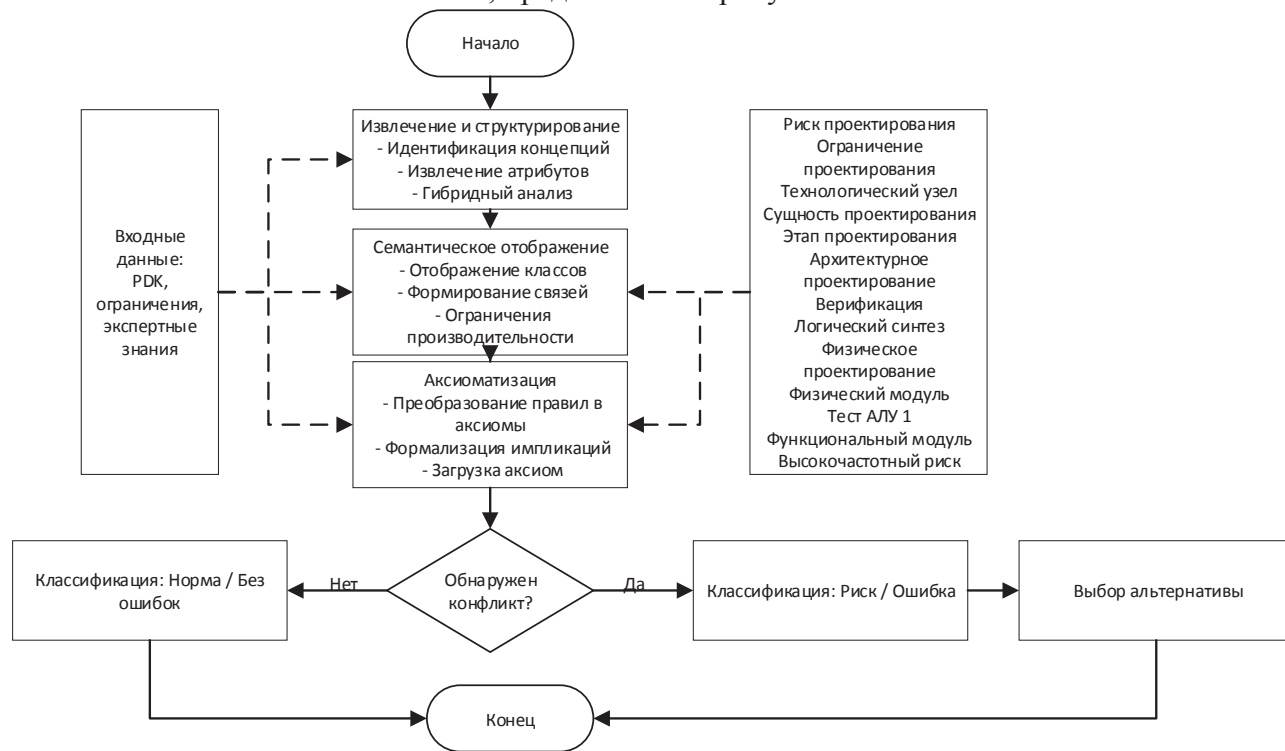 Начало
Извлечение и структурирование
- Идентификация концепций
- Извлечение атрибутов
- Гибридный анализ
Входные
данные:
PDK,
ограничения,
экспертные
знания
Семантическое отображение
- Отображение классов
- Формирование связей
- Ограничения
производительности
Аксиоматизация
- Преобразование правил в
аксиомы
- Формализация импликаций
- Загрузка аксиом
Риск проектирования
Ограничение
проектирования
Технологический узел
Сущность проектирования
Этап проектирования
Архитектурное
проектирование
Верификация
Логический синтез
Физическое
проектирование
Физический модуль
Тест АЛУ 1
Функциональный модуль
Высокочастотный риск
Классификация: Норма / Без
ошибок
Нет
Обнаружен
конфликт?
Да
Классификация: Риск / Ошибка
Выбор альтернативы
Конец